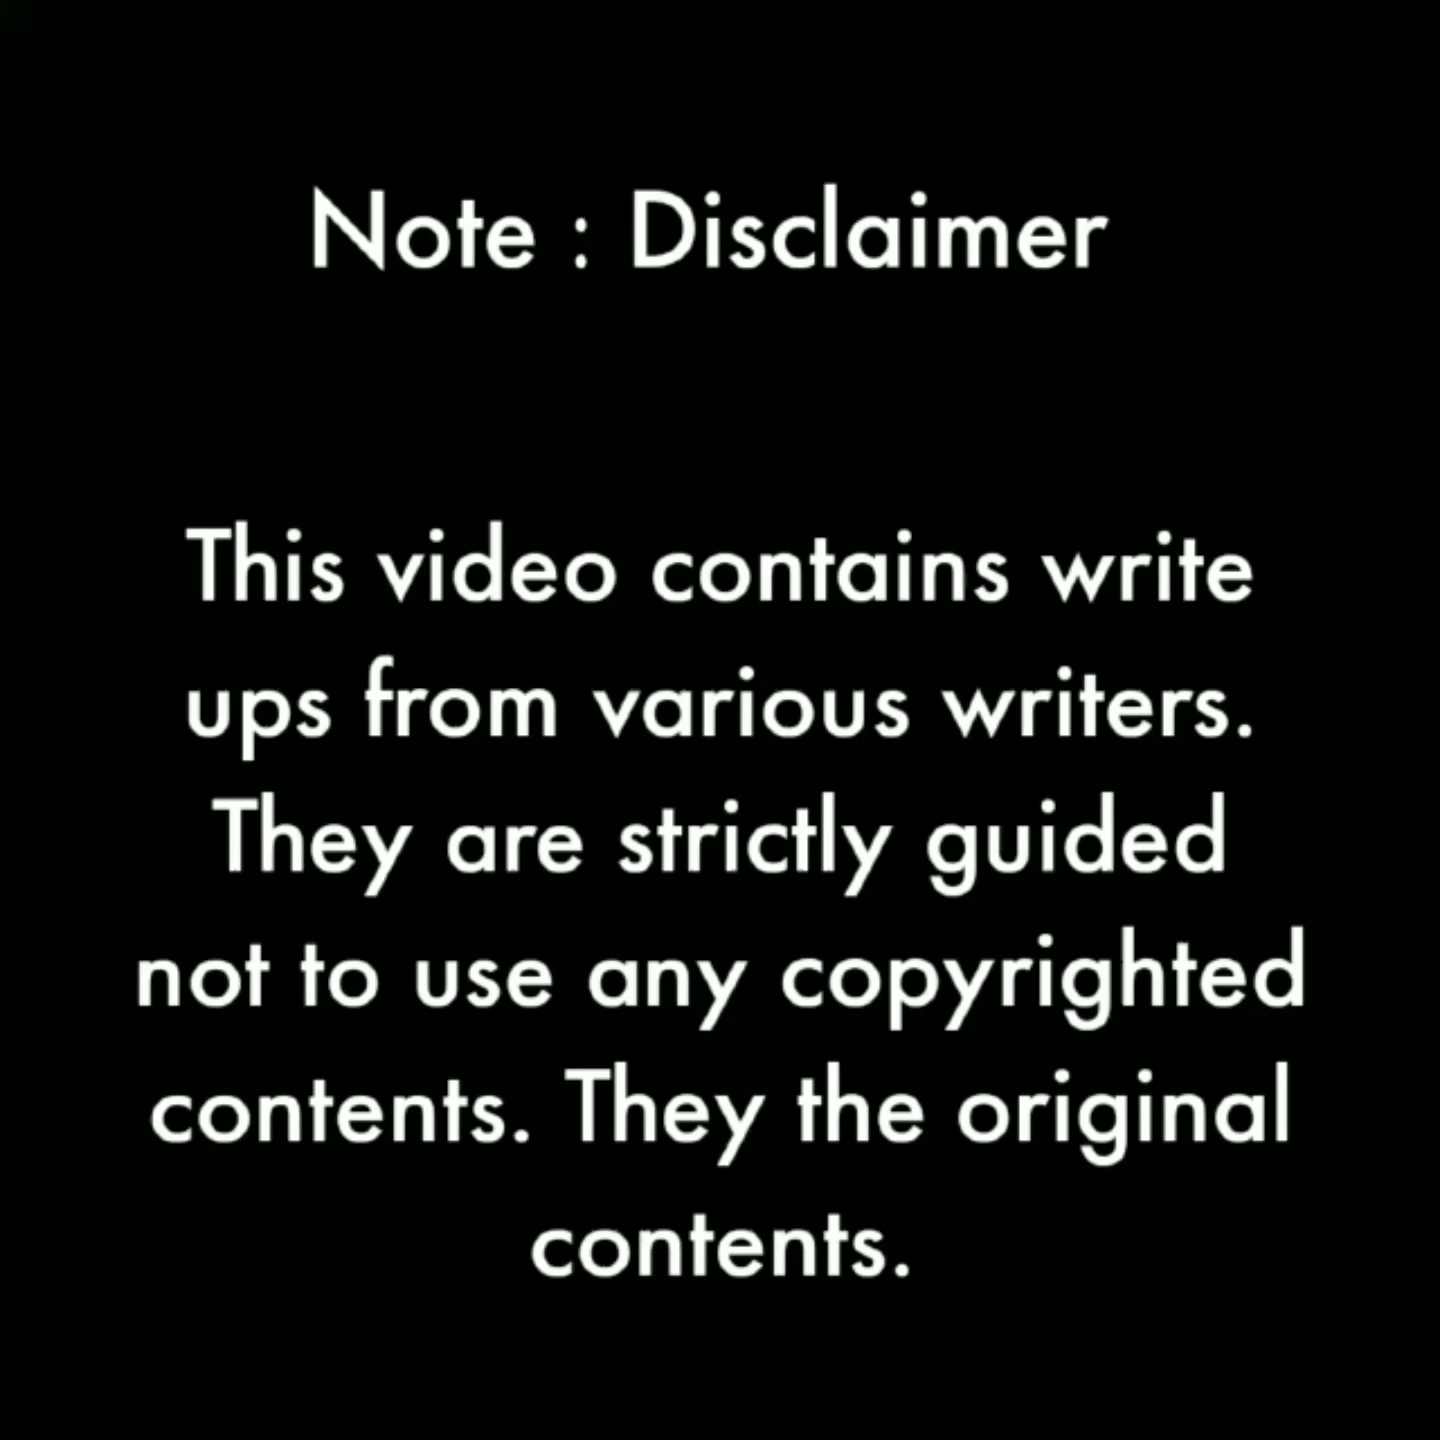 Note : Disclaimer
This video contains write
ups from various writers.
They are strictly guided
not to use any copyrighted
contents. They the original
contents.